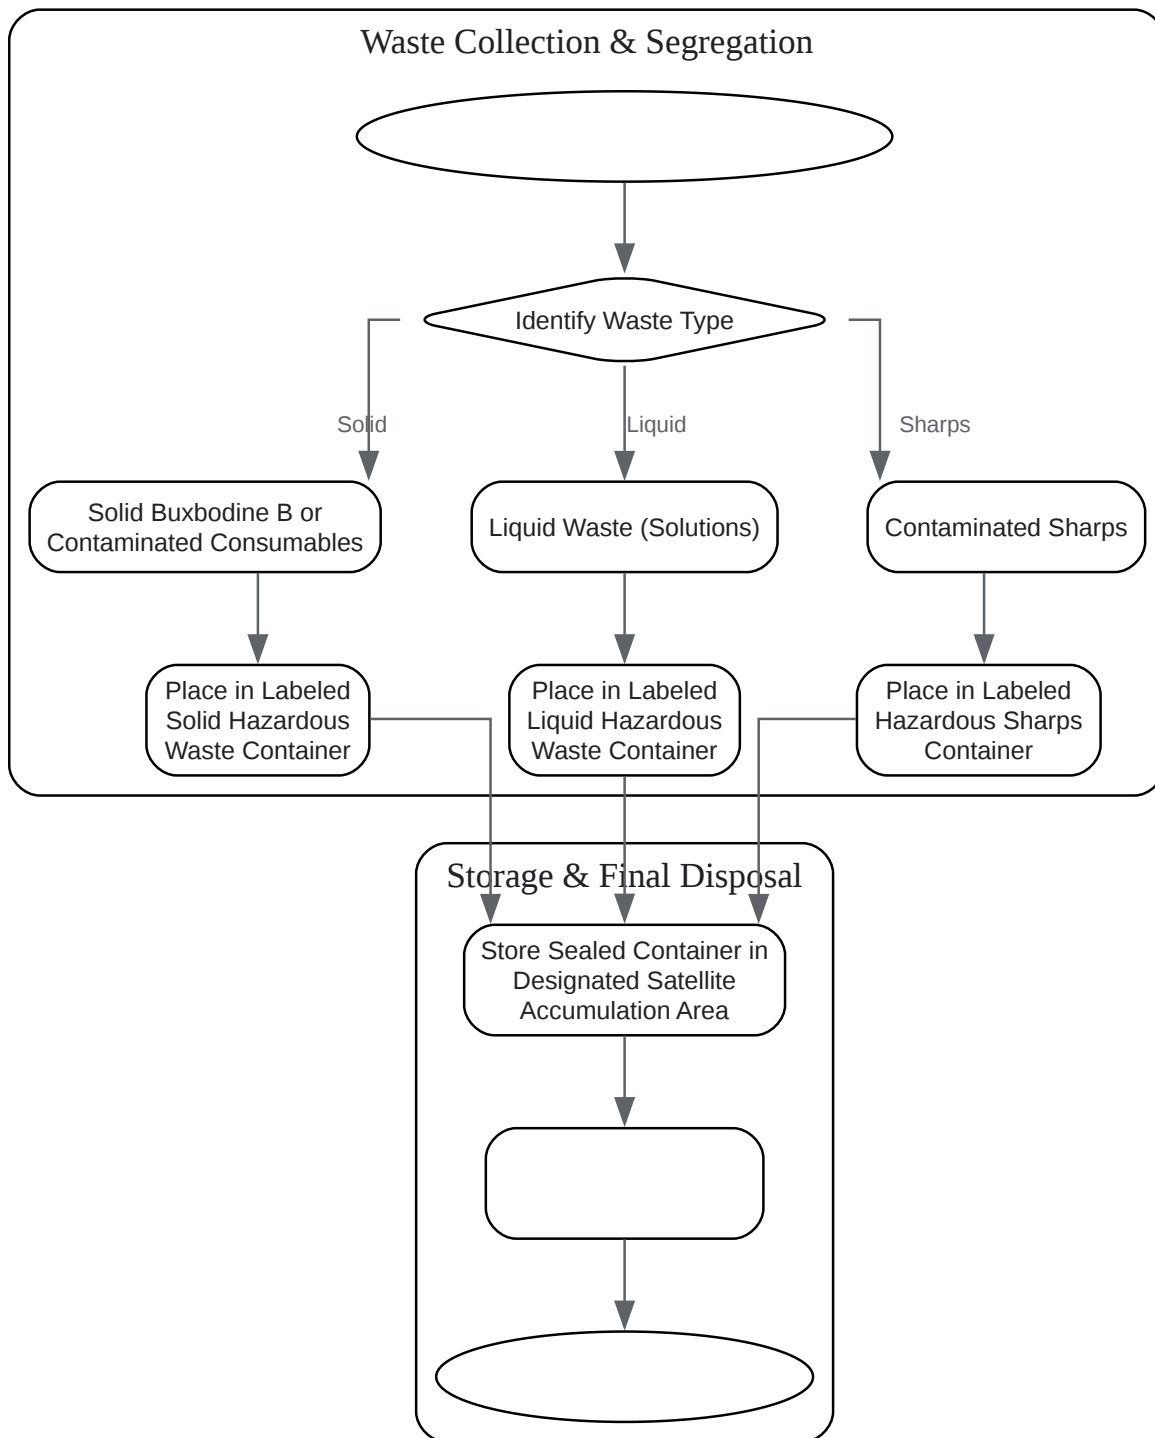 Waste Collection & Segregation
Identify Waste Type
Solid
Liquid
Sharps
Solid Buxbodine B or
Contaminated Consumables
Liquid Waste (Solutions)
Contaminated Sharps
Place in Labeled
Solid Hazardous
Waste Container
Place in Labeled
Liquid Hazardous
Waste Container
Place in Labeled
Hazardous Sharps
Container
Storage & Final Disposal
Store Sealed Container in
Designated Satellite
Accumulation Area